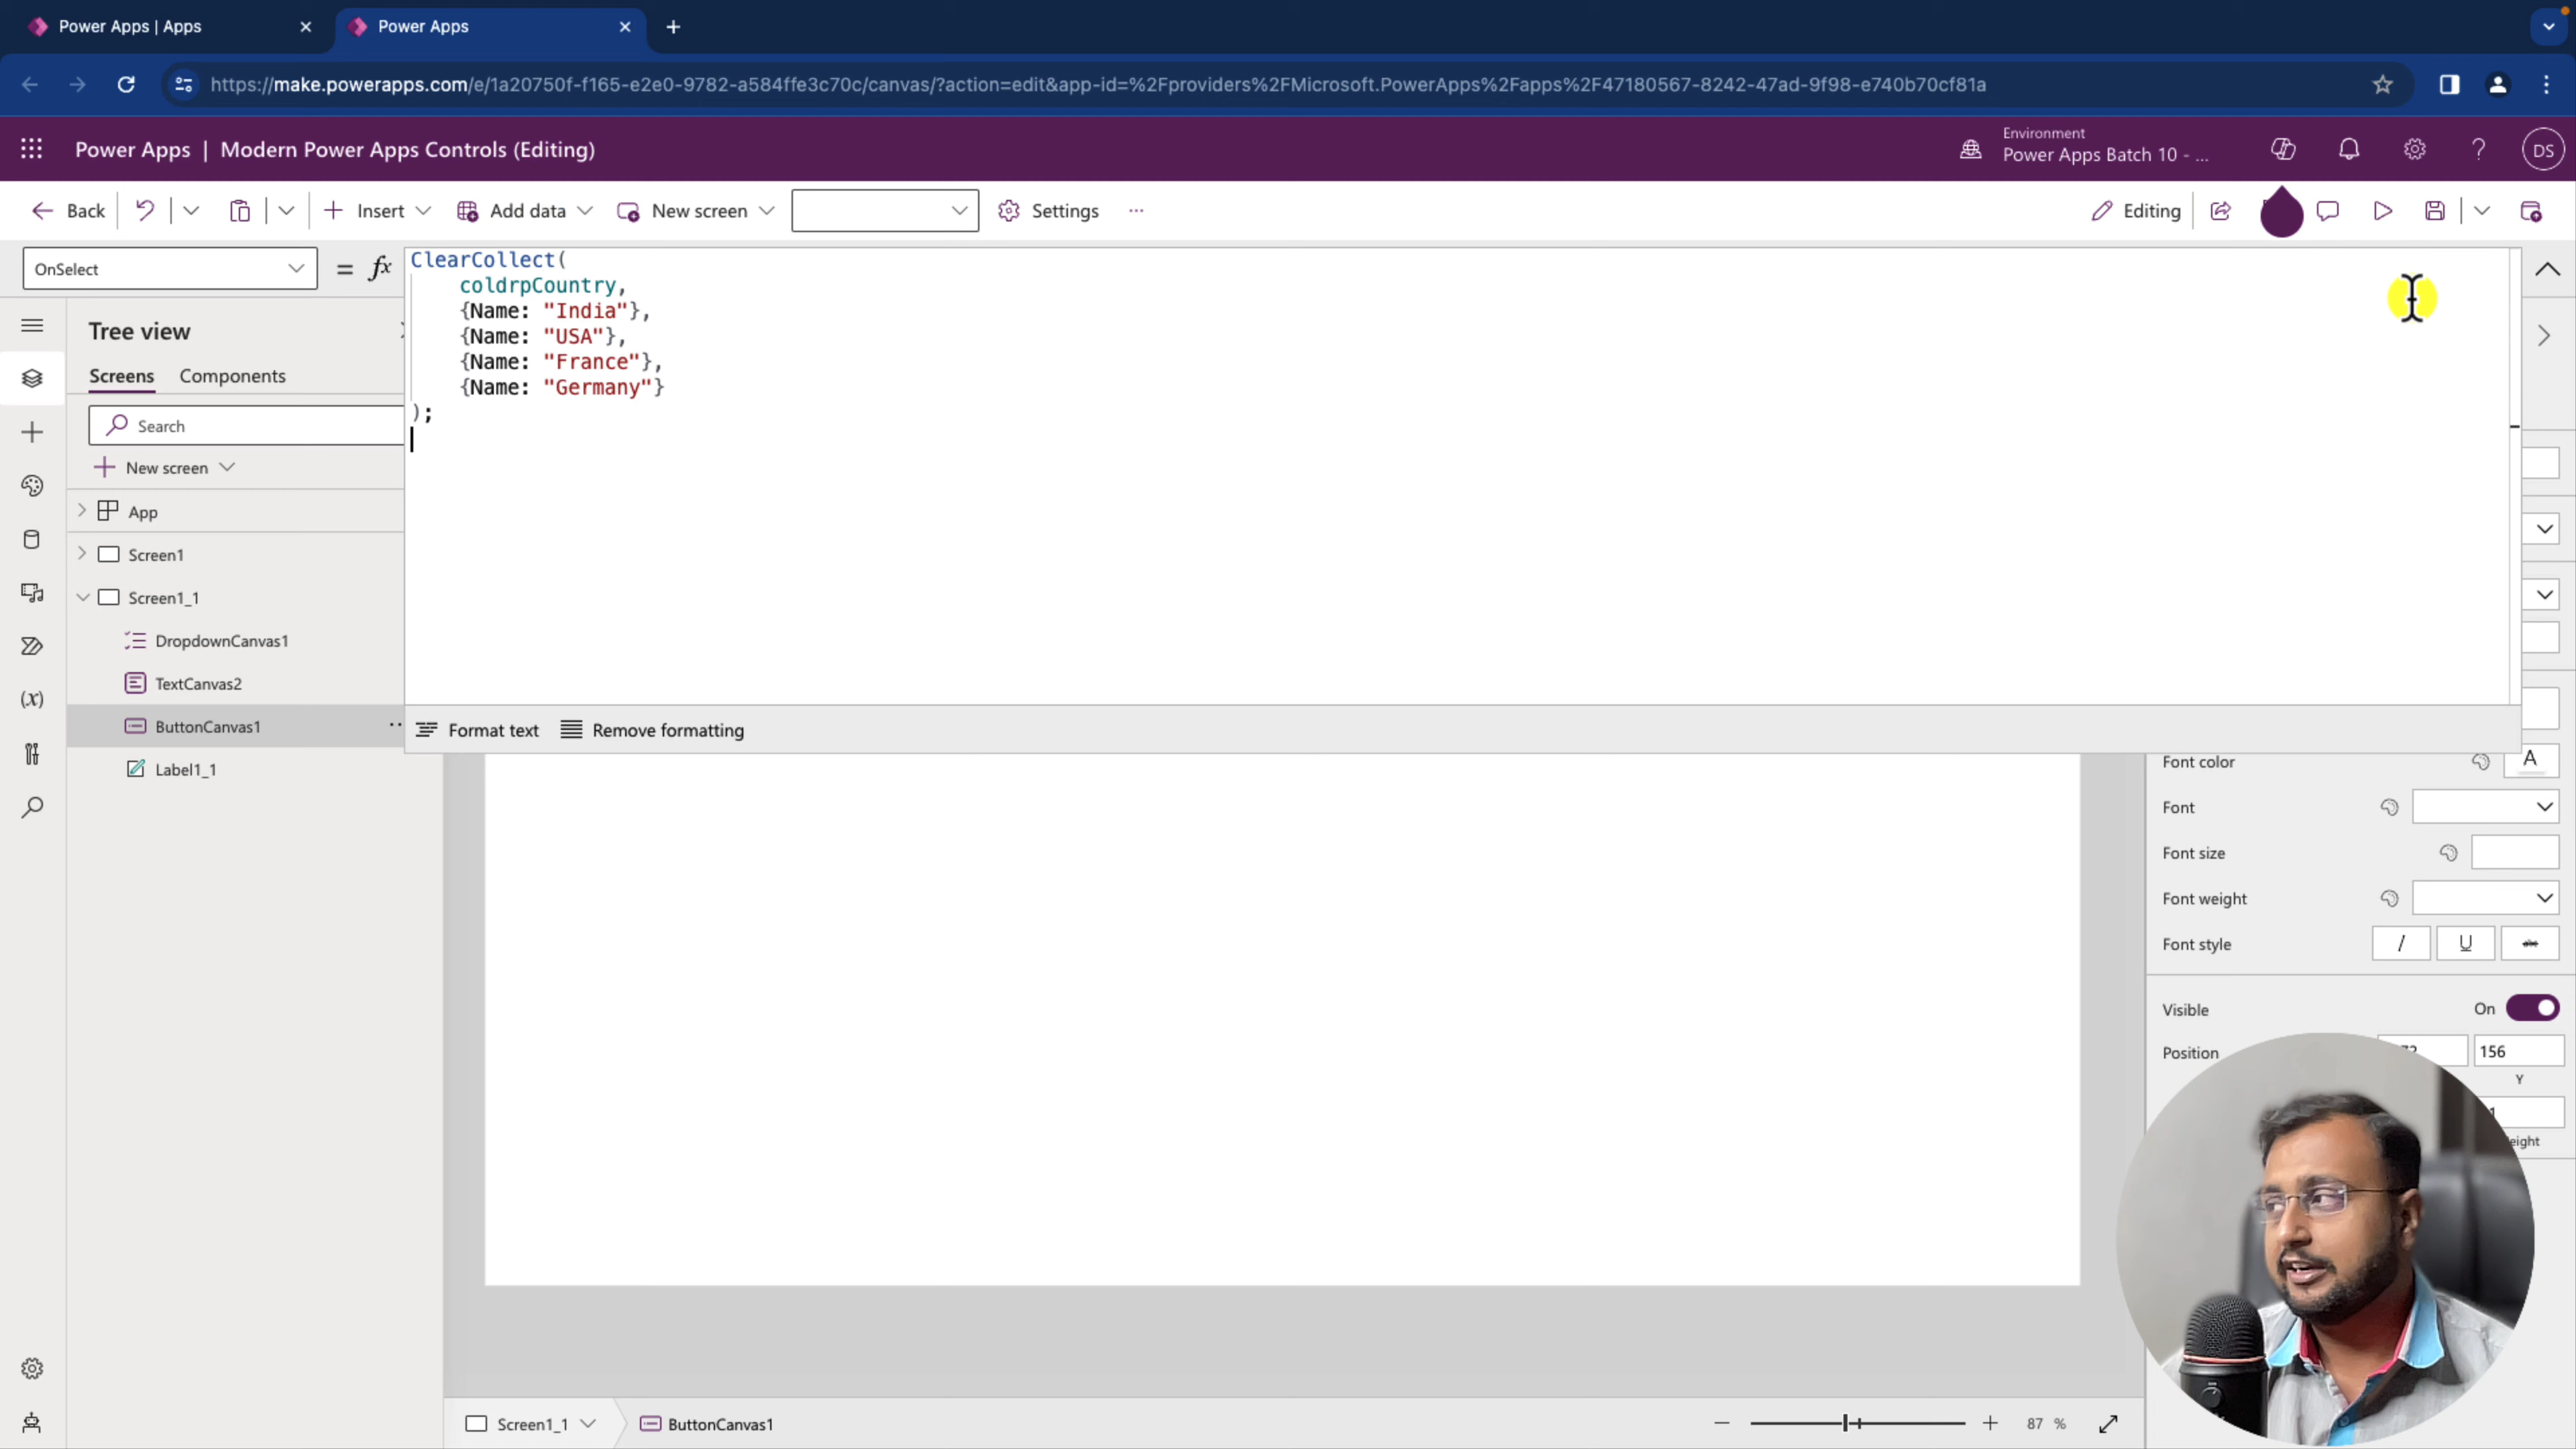 Power Apps | Apps
Power Apps
https://make.powerapps.com/e/1a20750f-f165-e2e0-9782-a584ffe3c70c/canvas/?action=edit&app-id=%2Fproviders%2FMicrosoft.PowerApps%2Fapps%2F47180567-8242-47ad-9f98-e740b70cf81a
Power Apps | Modern Power Apps Controls (Editing)
Environment
Power Apps Batch 10 - ...
DS
Back
Insert
Add data
New screen
Settings
...
Editing
OnSelect
= fx
ClearCollect(
coldrpCountry,
{Name: "India"},
{Name: "USA"},
{Name: "France"},
{Name: "Germany"}
);
Format text
Remove formatting
Tree view
Screens
Components
Search
New screen
App
Screen1
Screen1_1
DropdownCanvas1
TextCanvas2
ButtonCanvas1
Label1_1
(x)
Font color
A
Font
Font size
Font weight
Font style
/
U
abc
Visible
On
Position
156
Y
Screen1_1
ButtonCanvas1
87 %